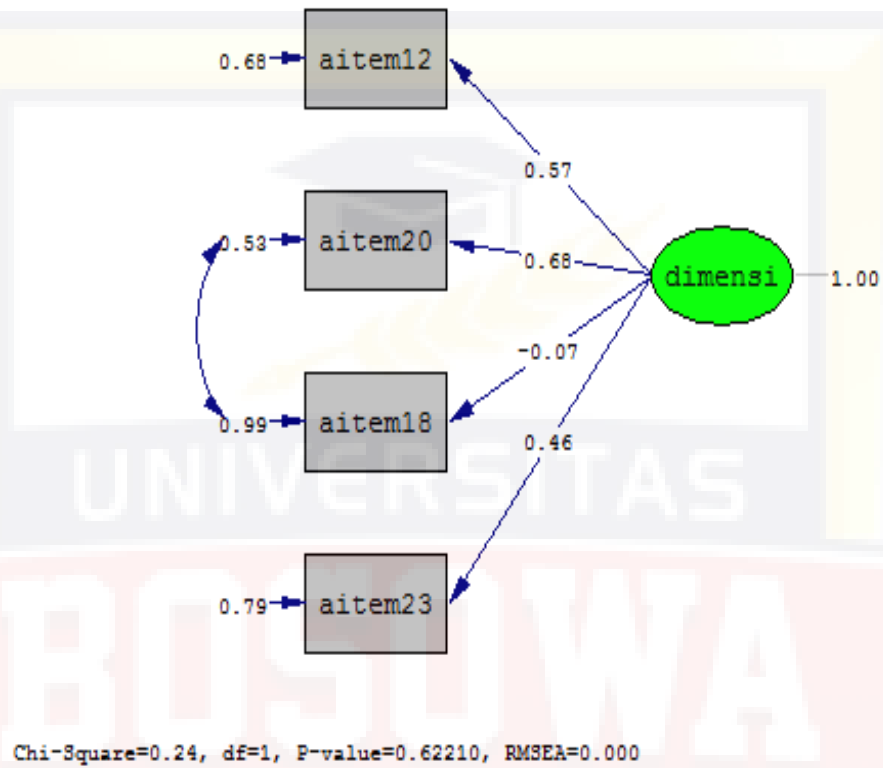 0.68 aitem12
0.57
0.53 aitem20
0.68
dimensi 1.00
-0.07
0.99 aitem18
0.46
UNIVERSITAS
0.79 aitem23
BOSOWA
Chi-Square=0.24, df=1, P-value=0.62210, RMSEA=0.000